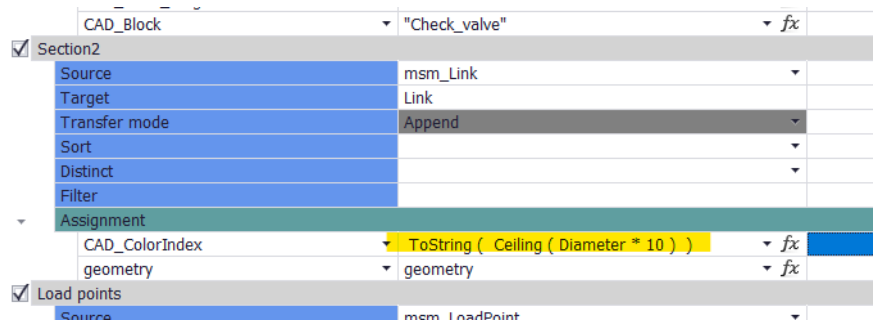 CAD_Block "Check_valve" fx
Section2
Source msm_Link
Target Link
Transfer mode Append
Sort
Distinct
Filter
Assignment
CAD_ColorIndex ToString ( Ceiling ( Diameter * 10 ) ) fx
geometry geometry fx
Load points
Source msm_LoadPoint